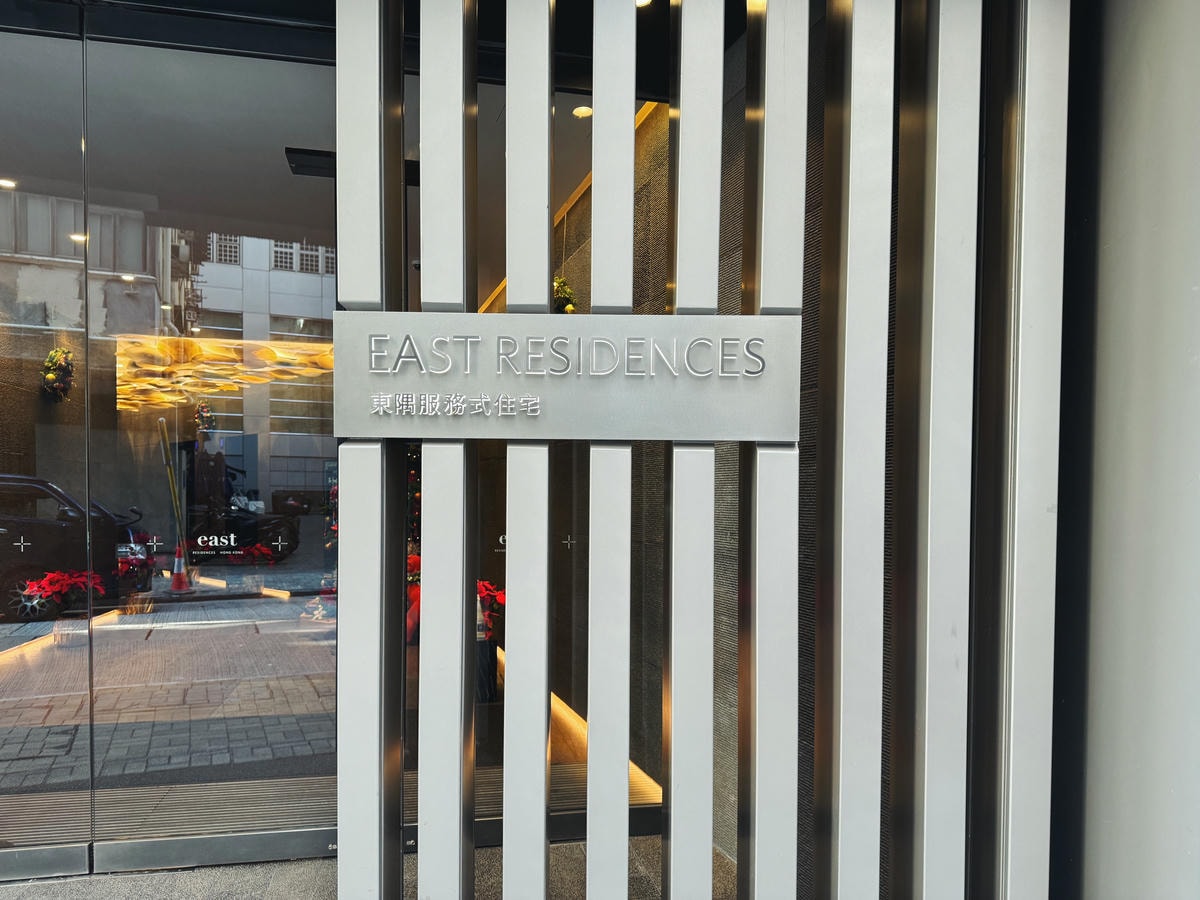 EAST RESIDENCES
東隅服務式住宅
east
RESIDENCES HONG KONG